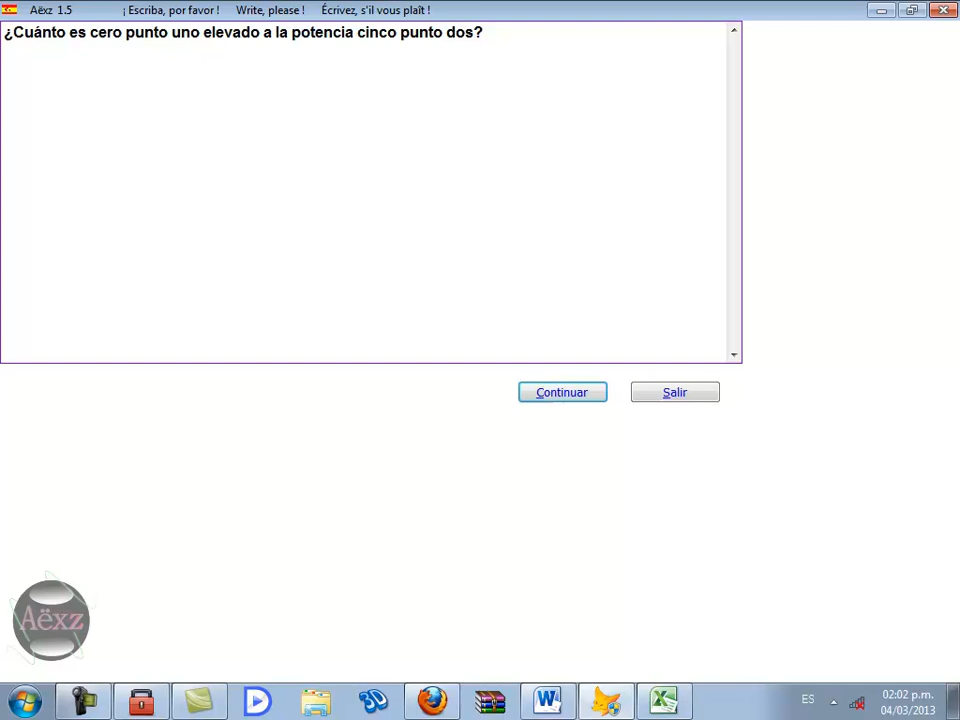 Aëxz 1.5 ¡ Escriba, por favor ! Write, please ! Écrivez, s'il vous plaît !
¿Cuánto es cero punto uno elevado a la potencia cinco punto dos?
Continuar Salir
Aëxz
ES 02:02 p.m.
04/03/2013